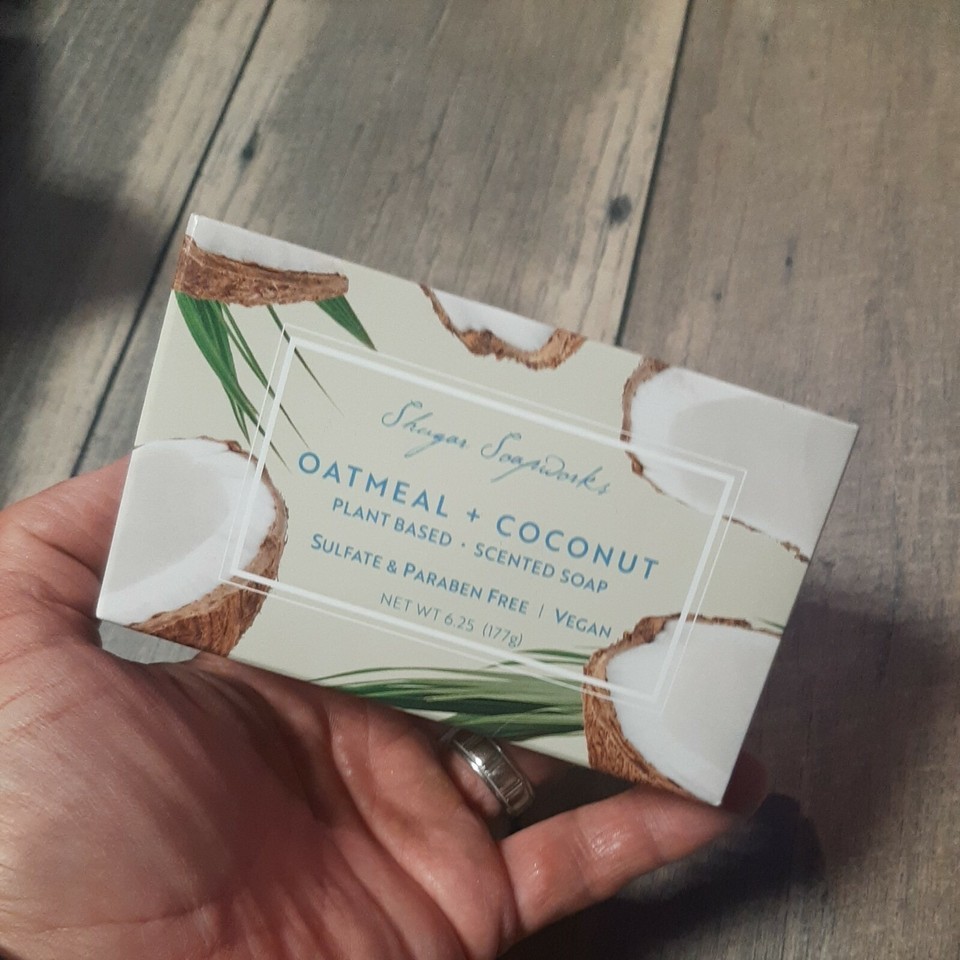 Shugar Soapworks
OATMEAL + COCONUT
PLANT BASED · SCENTED SOAP
SULFATE & PARABEN FREE | VEGAN
NET WT 6.25 (177g)